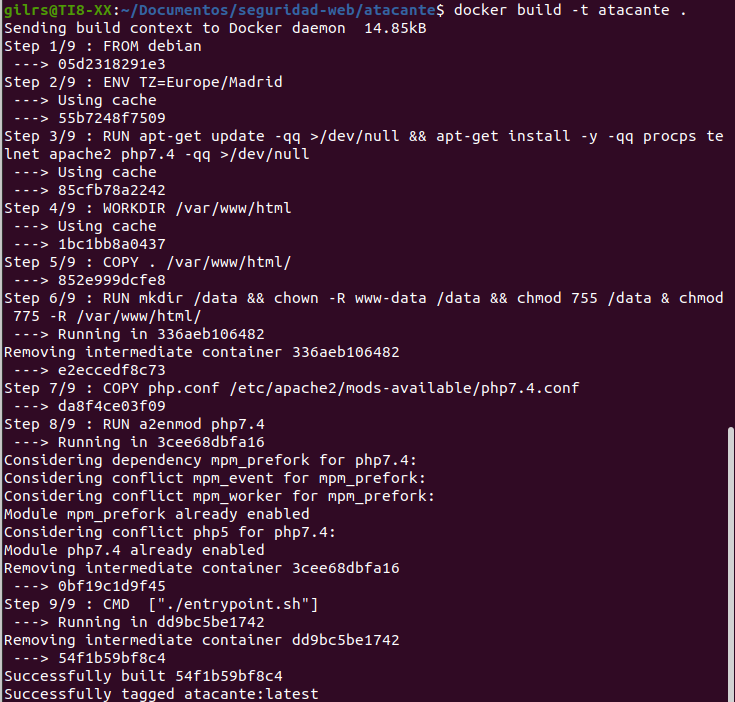 gilrs@TI8-XX:~/Documentos/seguridad-web/atacante$ docker build -t atacante .
Sending build context to Docker daemon  14.85kB
Step 1/9 : FROM debian
 ---> 05d2318291e3
Step 2/9 : ENV TZ=Europe/Madrid
 ---> Using cache
 ---> 55b7248f7509
Step 3/9 : RUN apt-get update -qq >/dev/null && apt-get install -y -qq procps te
lnet apache2 php7.4 -qq >/dev/null
 ---> Using cache
 ---> 85cfb78a2242
Step 4/9 : WORKDIR /var/www/html
 ---> Using cache
 ---> 1bc1bb8a0437
Step 5/9 : COPY . /var/www/html/
 ---> 852e999dcfe8
Step 6/9 : RUN mkdir /data && chown -R www-data /data && chmod 755 /data & chmod
 775 -R /var/www/html/
 ---> Running in 336aeb106482
Removing intermediate container 336aeb106482
 ---> e2eccedf8c73
Step 7/9 : COPY php.conf /etc/apache2/mods-available/php7.4.conf
 ---> da8f4ce03f09
Step 8/9 : RUN a2enmod php7.4
 ---> Running in 3cee68dbfa16
Considering dependency mpm_prefork for php7.4:
Considering conflict mpm_event for mpm_prefork:
Considering conflict mpm_worker for mpm_prefork:
Module mpm_prefork already enabled
Considering conflict php5 for php7.4:
Module php7.4 already enabled
Removing intermediate container 3cee68dbfa16
 ---> 0bf19c1d9f45
Step 9/9 : CMD  ["./entrypoint.sh"]
 ---> Running in dd9bc5be1742
Removing intermediate container dd9bc5be1742
 ---> 54f1b59bf8c4
Successfully built 54f1b59bf8c4
Successfully tagged atacante:latest